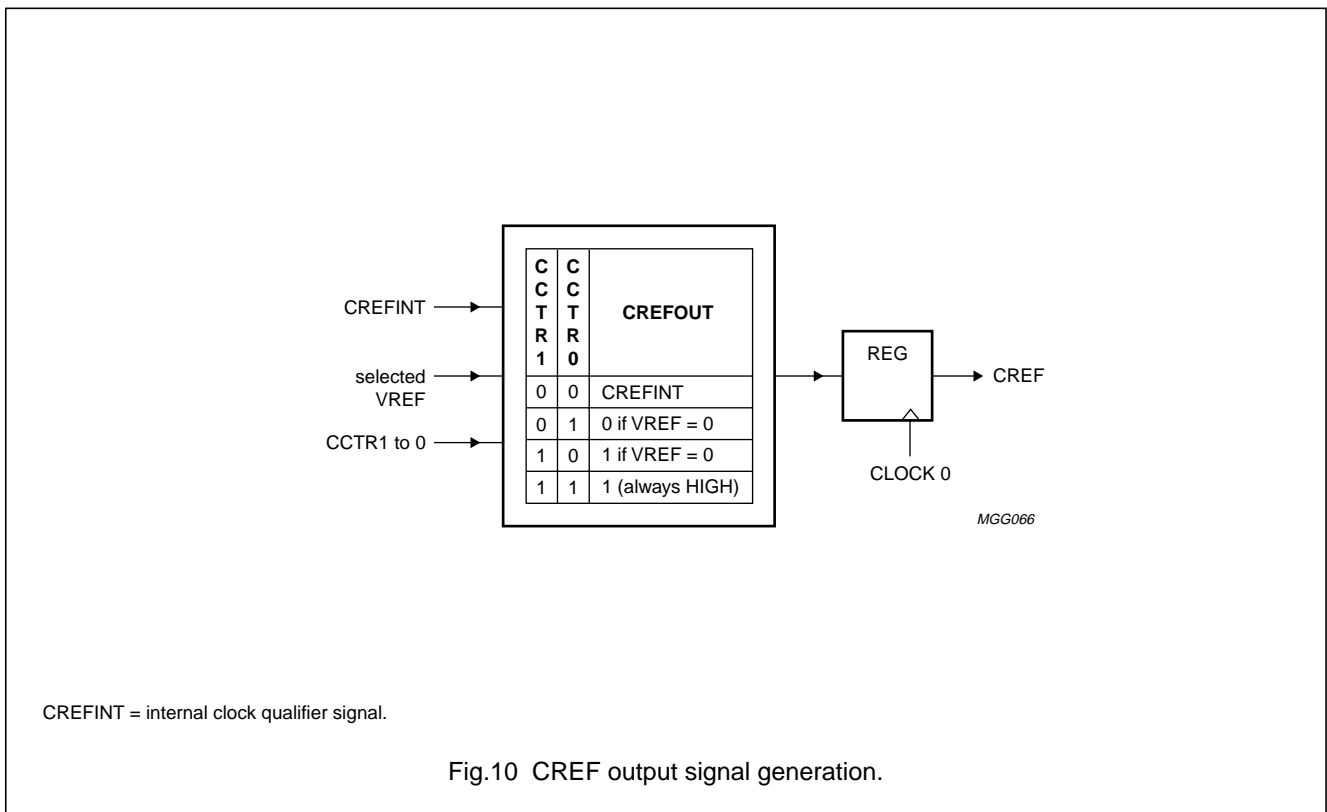 CREFINT
selected
VREF
CCTR1 to 0
CCTR1 CCTR0 CREFOUT
0 0 CREFINT
0 1 0 if VREF = 0
1 0 1 if VREF = 0
1 1 1 (always HIGH)
REG
CREF
CLOCK 0
MGG066
CREFINT = internal clock qualifier signal.
Fig.10 CREF output signal generation.